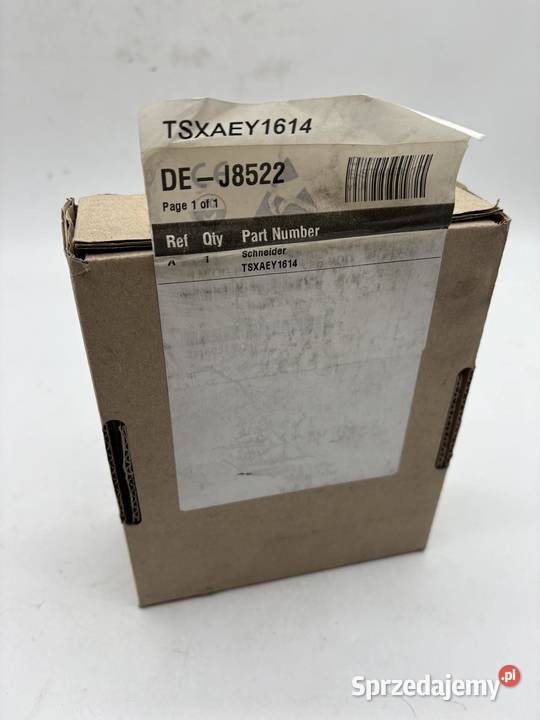 TSXAEY1614
DE-J8522
Page 1 of 1
Ref Qty Part Number
A 1 Schneider
TSXAEY1614
Sprzedajemy.pl